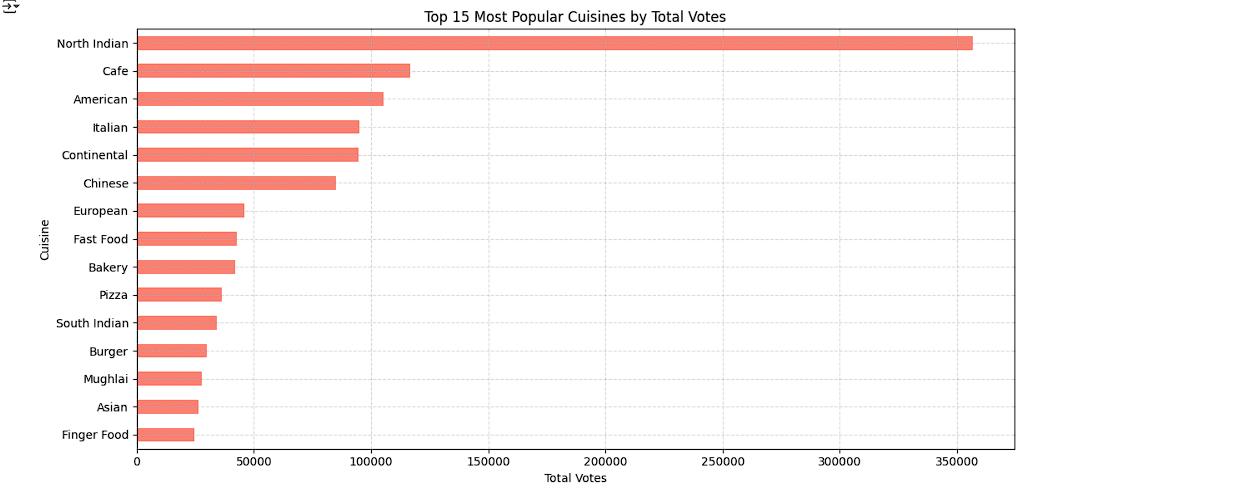 Top 15 Most Popular Cuisines by Total Votes
North Indian
Cafe
American
Italian
Continental
Chinese
European
Fast Food
Bakery
Pizza
South Indian
Burger
Mughlai
Asian
Finger Food
Cuisine
0 50000 100000 150000 200000 250000 300000 350000
Total Votes